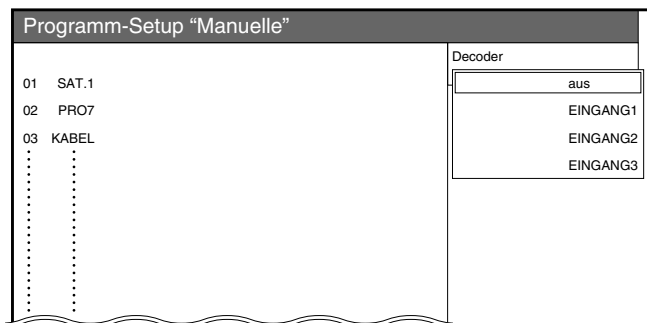 Programm-Setup “Manuelle”
Decoder
01 SAT.1
02 PRO7
03 KABEL
aus
EINGANG1
EINGANG2
EINGANG3